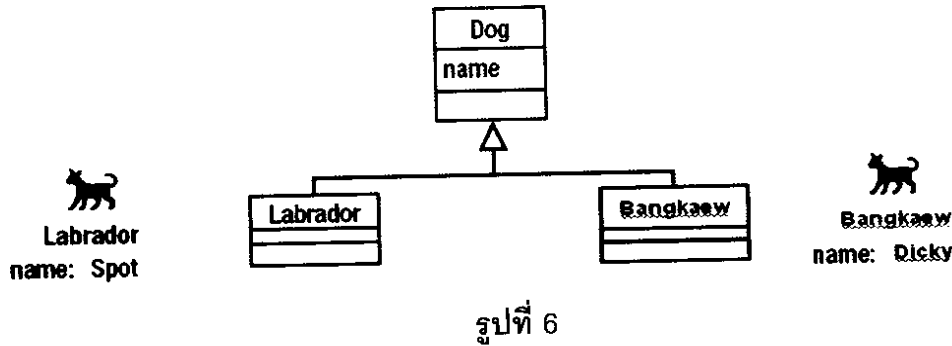 Dog
name
Labrador
Bangkaew
Labrador
name: Spot
Bangkaew
name: Dicky
รูปที่ 6